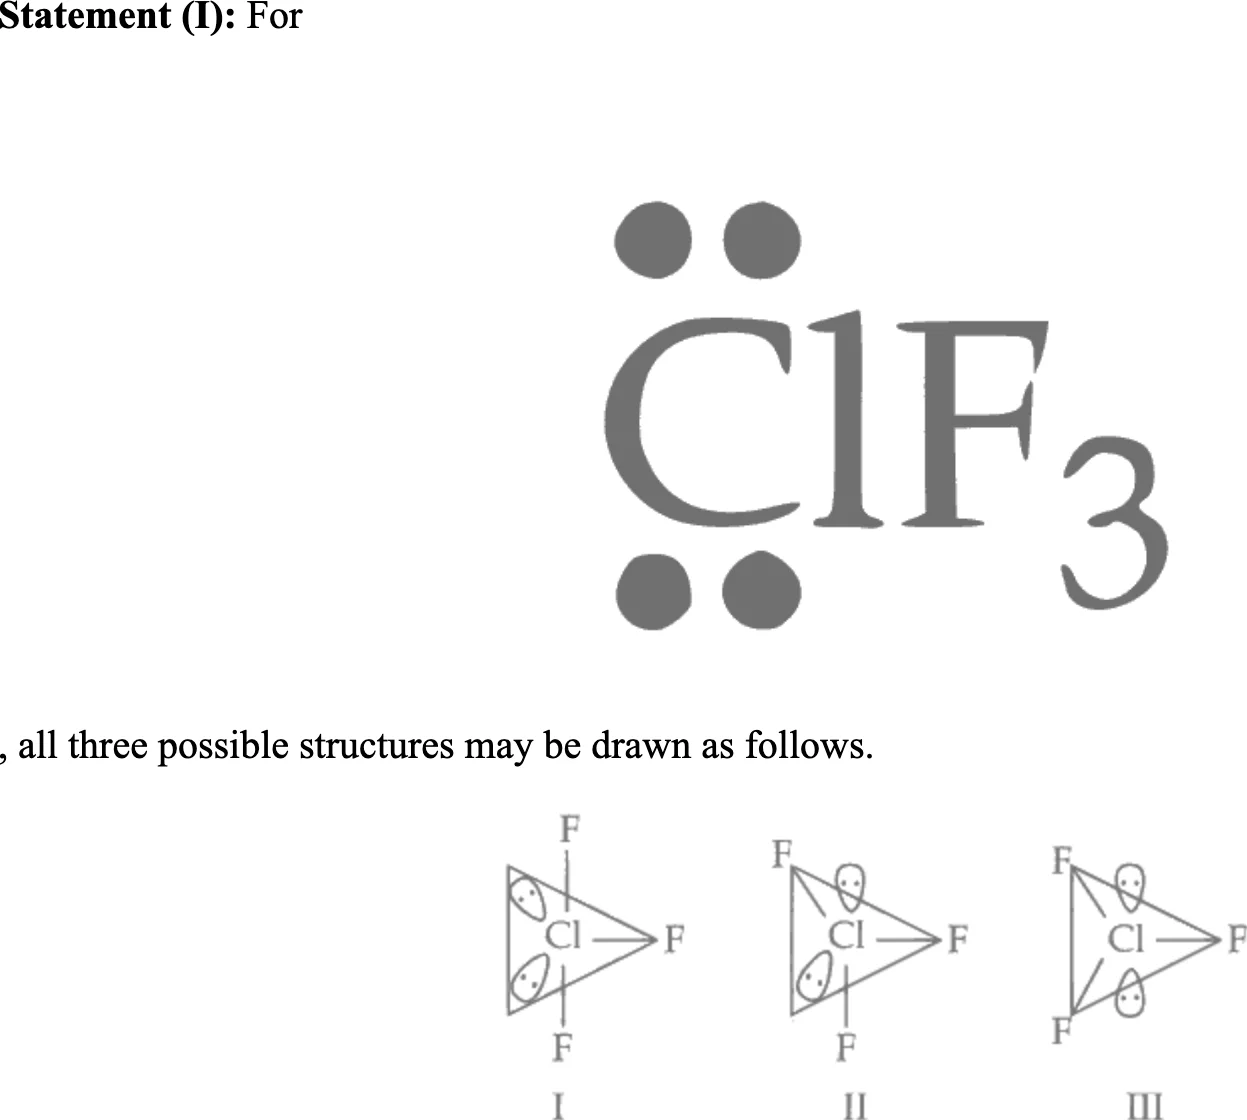 Statement (I): For
ClF3
, all three possible structures may be drawn as follows.
F F F
Cl F Cl F Cl F
F F F
I II III